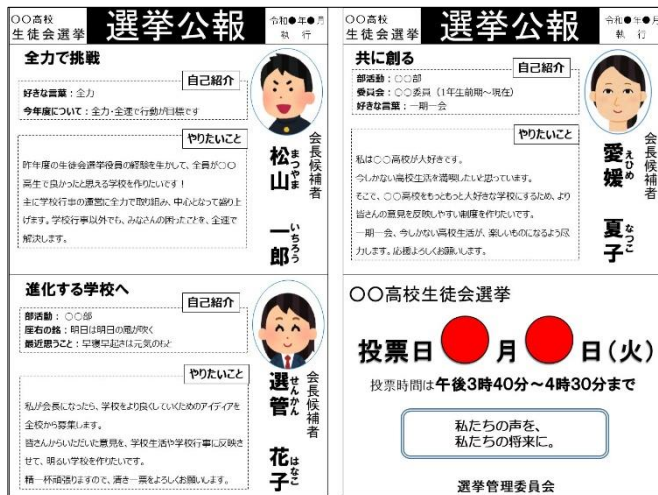 〇〇高校
生徒会選挙
選挙公報
令和●年●月
執 行
全力で挑戦
自己紹介
好きな言葉：全力
今年度について：全力・全速で行動が目標です
やりたいこと
昨年度の生徒会選挙役員の経験を生かして、全員が〇〇
高生で良かったと思える学校を作りたいです！
主に学校行事の運営に全力で取り組み、中心となって盛り上
げます。学校行事以外でも、みなさんの困ったことを、全速で
解決します。
会長候補者
松山 一郎
まつやま いちろう
進化する学校へ
自己紹介
部活動：〇〇部
座右の銘：明日は明日の風が吹く
最近思うこと：早寝早起きは元気のもと
やりたいこと
私が会長になったら、学校をより良くしていくためのアイディアを
全校から募集します。
皆さんからいただいた意見を、学校生活や学校行事に反映さ
せて、明るい学校を作りたいです。
精一杯頑張りますので、清き一票をよろしくお願いします。
会長候補者
選管 花子
せんかん はなこ
〇〇高校
生徒会選挙
選挙公報
令和●年●月
執 行
共に創る
自己紹介
部活動：〇〇部
委員会：〇〇委員（1年生前期～現在）
好きな言葉：一期一会
やりたいこと
私は〇〇高校が大好きです。
今しかない高校生活を満喫したいと思っています。
そこで、〇〇高校をもっともっと大好きな学校にするため、より
皆さんの意見を反映しやすい制度を作りたいです。
一期一会、今しかない高校生活が、楽しいものになるよう尽
力します。応援よろしくお願いします。
会長候補者
愛媛 夏子
えひめ なつこ
〇〇高校生徒会選挙
投票日 月 日（火）
投票時間は午後3時40分～4時30分まで
私たちの声を、
私たちの将来に。
選挙管理委員会